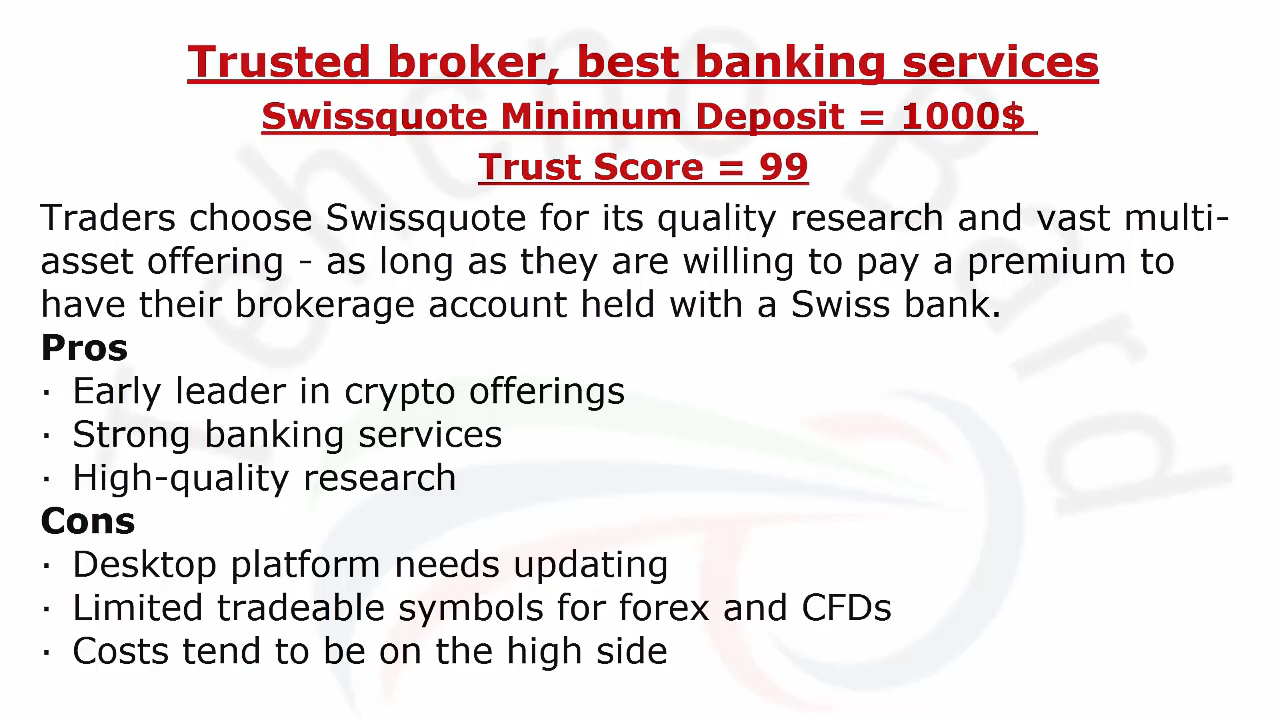 Trusted broker, best banking services
Swissquote Minimum Deposit = 1000$
Trust Score = 99
Traders choose Swissquote for its quality research and vast multi-
asset offering - as long as they are willing to pay a premium to
have their brokerage account held with a Swiss bank.
Pros
· Early leader in crypto offerings
· Strong banking services
· High-quality research
Cons
· Desktop platform needs updating
· Limited tradeable symbols for forex and CFDs
· Costs tend to be on the high side
Tehcno Bird